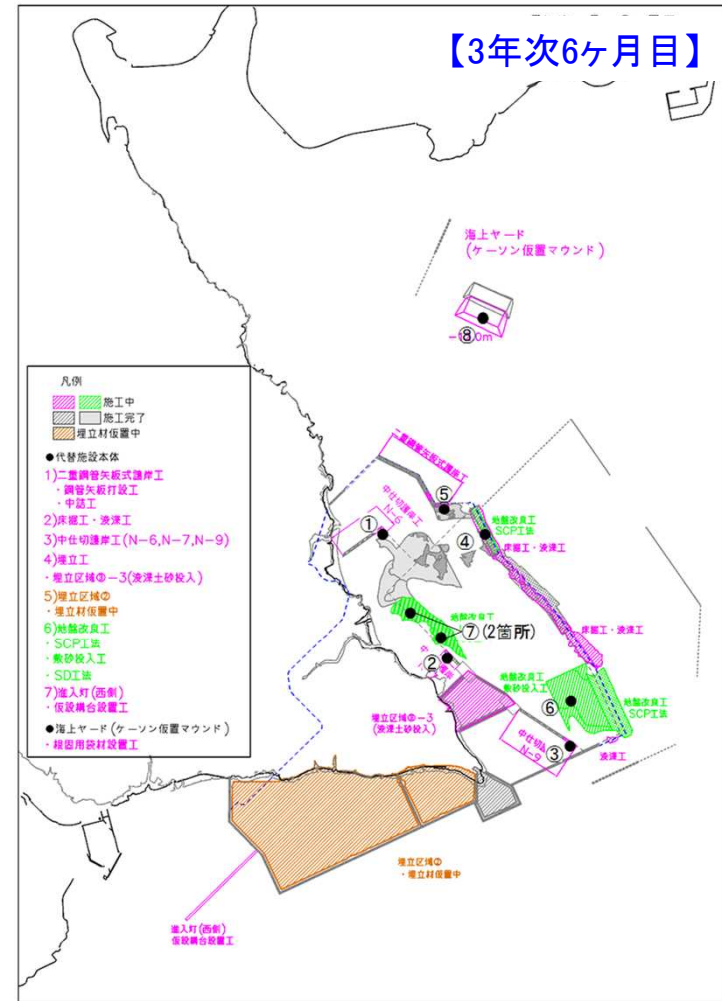 【3年次6ヶ月目】
海上ヤード
(ケーソン仮置マウンド)
⑧
凡例
施工中
施工完了
埋立材仮置中
●代替施設本体
1)二重鋼管矢板式護岸工
・鋼管矢板打設工
・中詰工
2)床掘工・浚渫工
3)中仕切護岸工(N-6,N-7,N-9)
4)埋立工
・埋立区域③-3(浚渫土砂投入)
5)埋立区域②
・埋立材仮置中
6)地盤改良工
・SCP工法
・敷砂投入工
・SD工法
7)進入灯(西側)
・仮設構台設置工
●海上ヤード(ケーソン仮置マウンド)
・根固用袋材設置工
二重鋼管矢板式護岸工
⑤
中仕切護岸工
N-6
①
④
地盤改良工
SCP工法
床掘工・浚渫工
地盤改良工
⑦(2箇所)
②
床掘工・浚渫工
地盤改良工
敷砂投入工
⑥
地盤改良工
SCP工法
埋立区域③-3
(浚渫土砂投入)
中仕切
N-9
③
浚渫工
埋立区域②
・埋立材仮置中
進入灯(西側)
仮設構台設置工